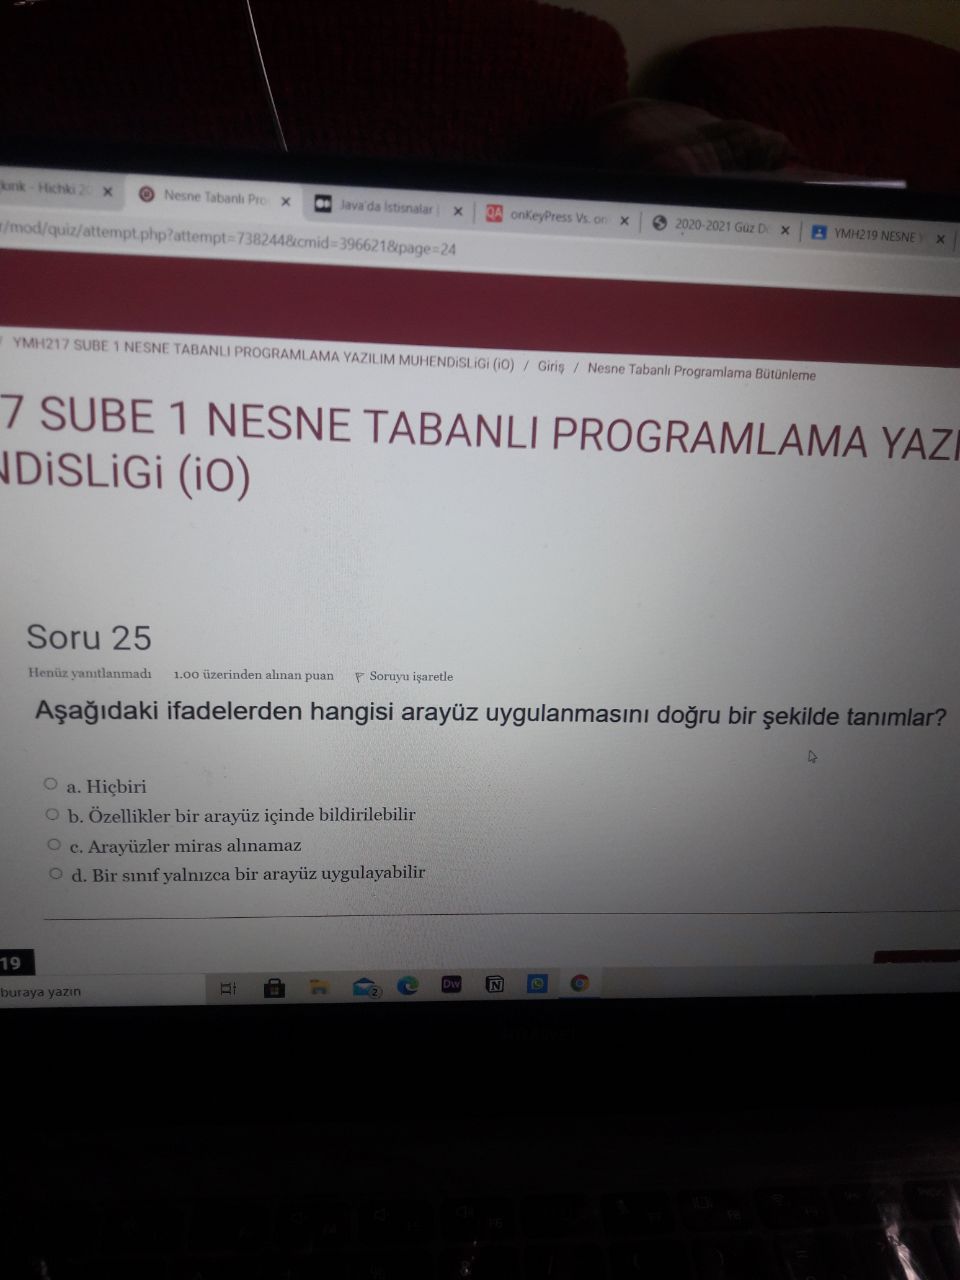 Hichki 20
Nesne Tabanlı Pro
Java'da İstisnalar
QA onKeyPress Vs. on
2020-2021 Güz D
YMH219 NESNE
r/mod/quiz/attempt.php?attempt=738244&cmid=396621&page=24
/ YMH217 SUBE 1 NESNE TABANLI PROGRAMLAMA YAZILIM MUHENDiSLiGi (iO) / Giriş / Nesne Tabanlı Programlama Bütünleme
7 SUBE 1 NESNE TABANLI PROGRAMLAMA YAZI
NDiSLiGi (iO)
Soru 25
Henüz yanıtlanmadı 1.00 üzerinden alınan puan Soruyu işaretle
Aşağıdaki ifadelerden hangisi arayüz uygulanmasını doğru bir şekilde tanımlar?
a. Hiçbiri
b. Özellikler bir arayüz içinde bildirilebilir
c. Arayüzler miras alınamaz
d. Bir sınıf yalnızca bir arayüz uygulayabilir
19
buraya yazın
2
Dw
N
F6